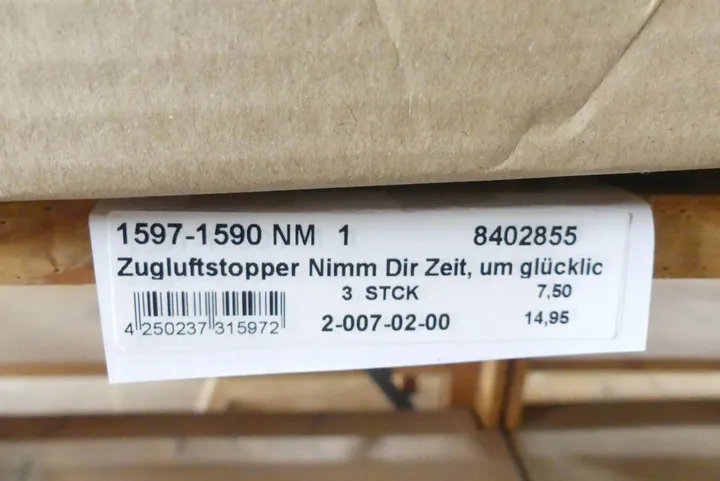 1597-1590 NM 1 8402855
Zugluftstopper Nimm Dir Zeit, um glücklic
3 STCK 7,50
4 250237 315972 2-007-02-00 14,95